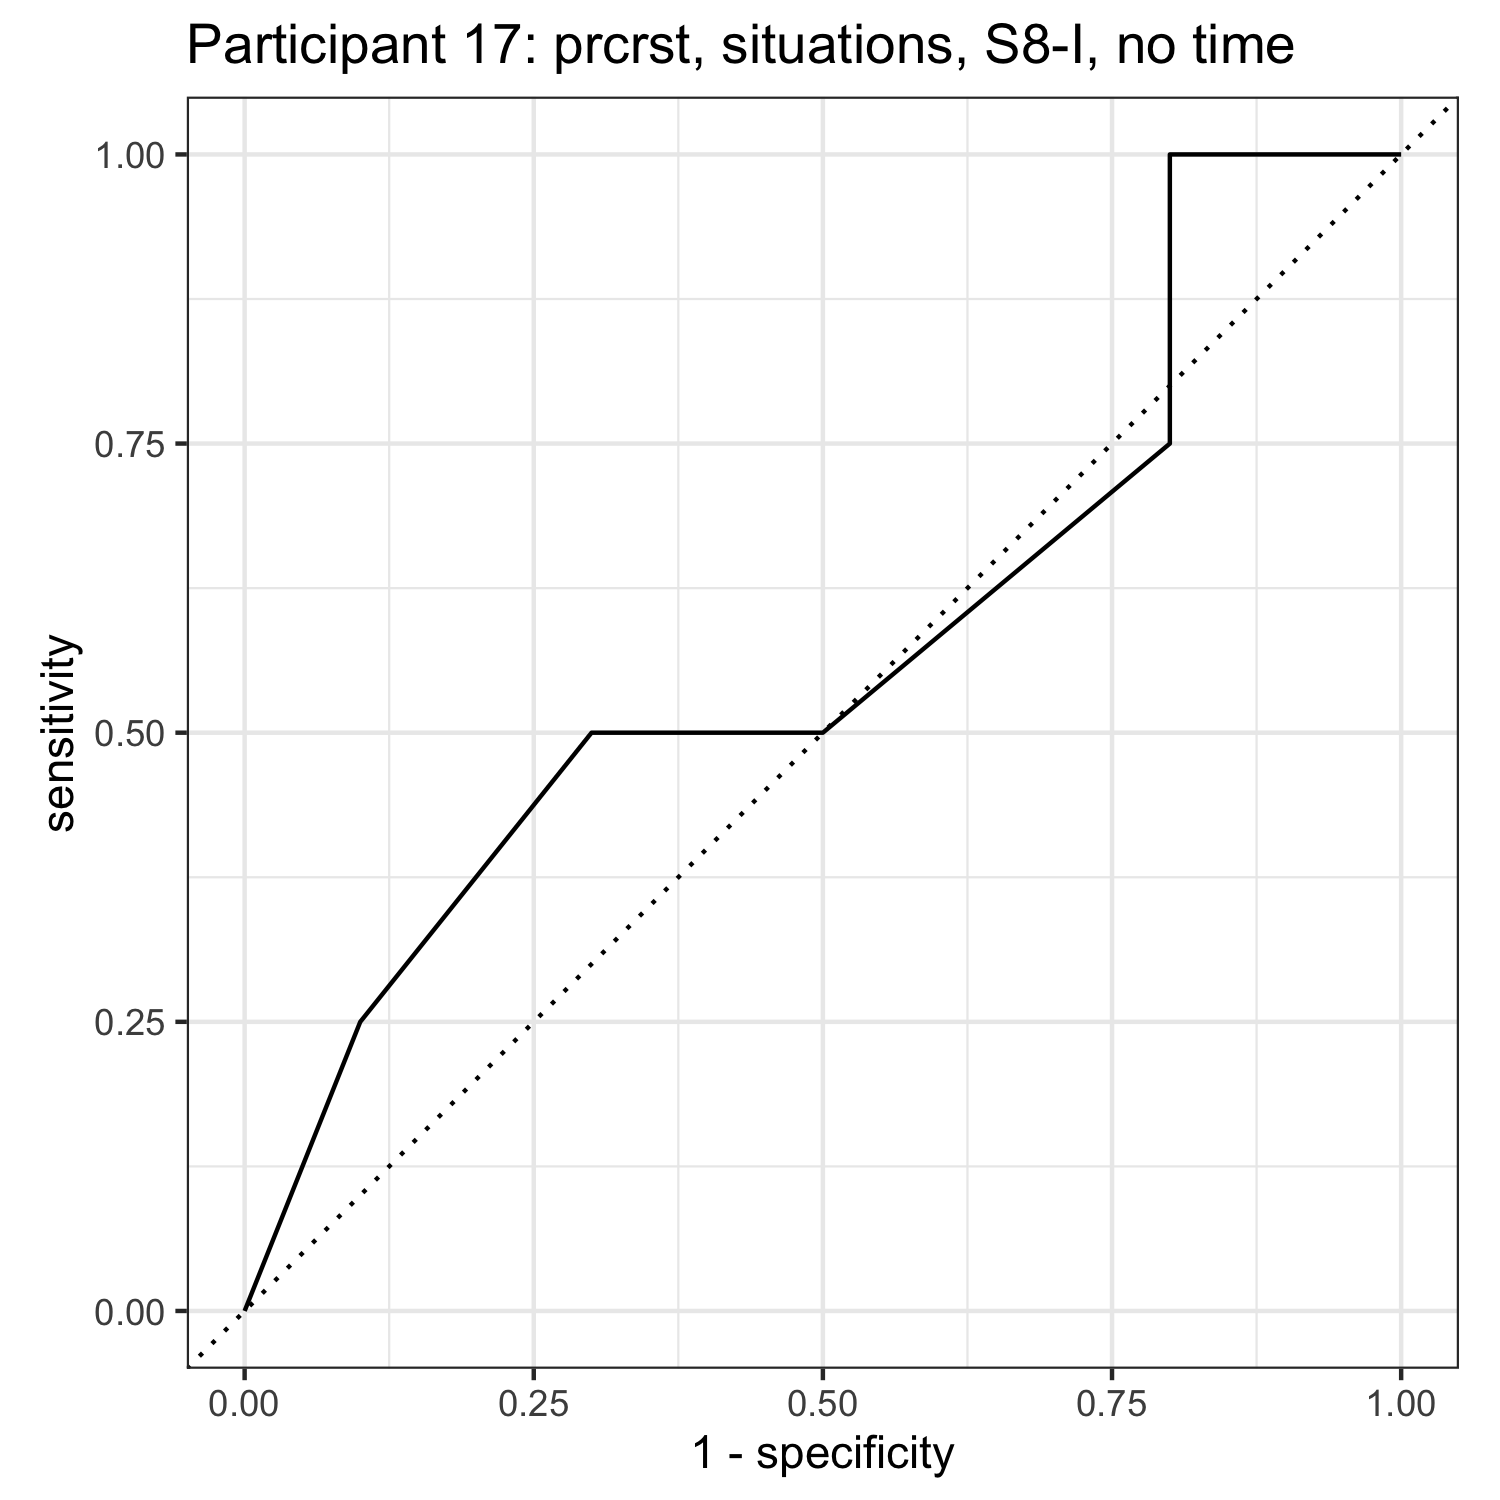 Participant 17: prcrst, situations, S8-I, no time
1.00
0.75
0.50
0.25
0.00
sensitivity
0.00 0.25 0.50 0.75 1.00
1 - specificity